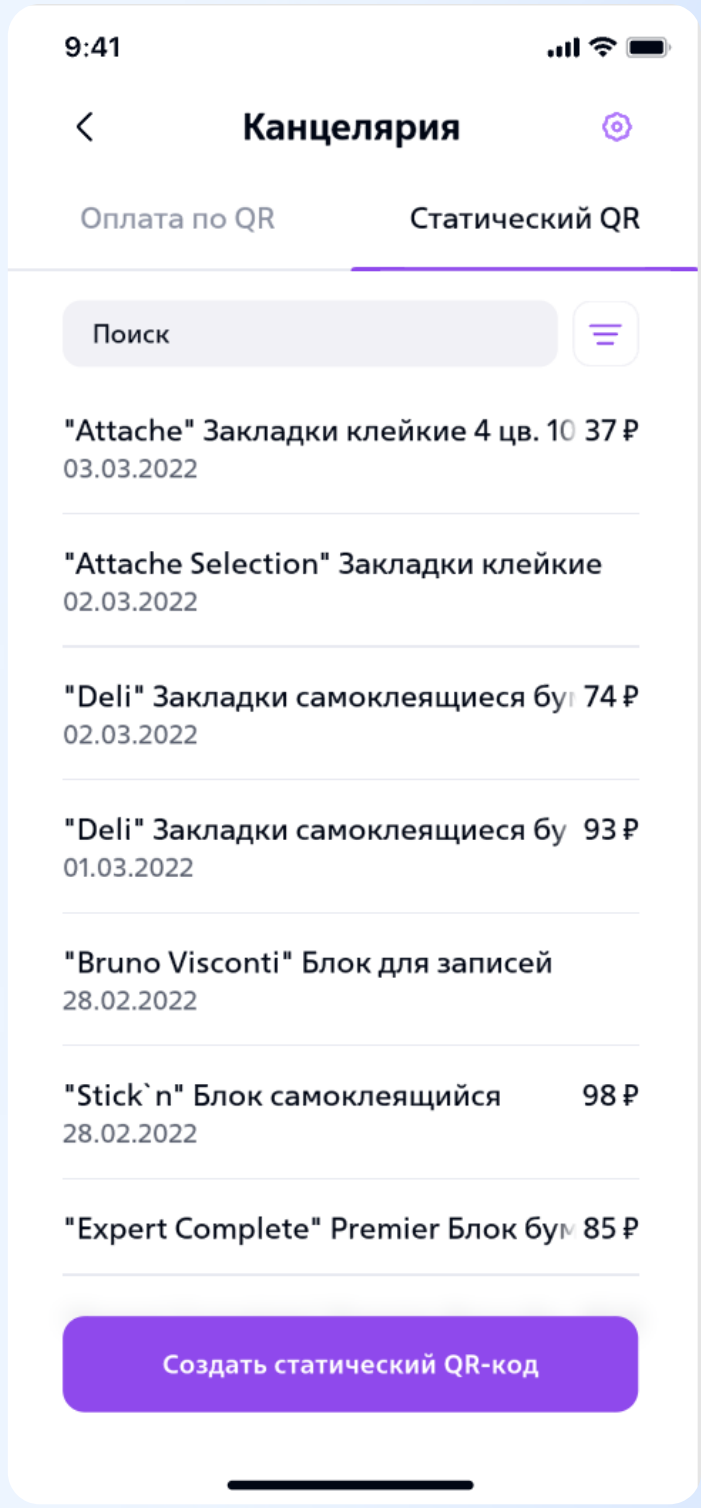 9:41
Канцелярия
Оплата по QR
Статический QR
Поиск
"Attache" Закладки клейкие 4 цв. 10 37 ₽
03.03.2022
"Attache Selection" Закладки клейкие
02.03.2022
"Deli" Закладки самоклеящиеся бум 74 ₽
02.03.2022
"Deli" Закладки самоклеящиеся бу 93 ₽
01.03.2022
"Bruno Visconti" Блок для записей
28.02.2022
"Stick`n" Блок самоклеящийся 98 ₽
28.02.2022
"Expert Complete" Premier Блок бум 85 ₽
Создать статический QR-код